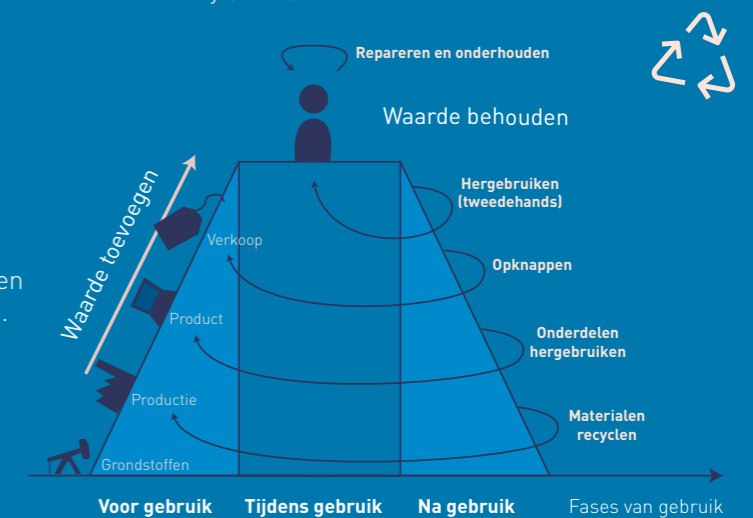 Repareren en onderhouden
Waarde behouden
Waarde toevoegen
Hergebruiken
(tweedehands)
Verkoop
Opknappen
en
.
Product
Onderdelen
hergebruiken
Productie
Materialen
recyclen
Grondstoffen
Voor gebruik
Tijdens gebruik
Na gebruik
Fases van gebruik